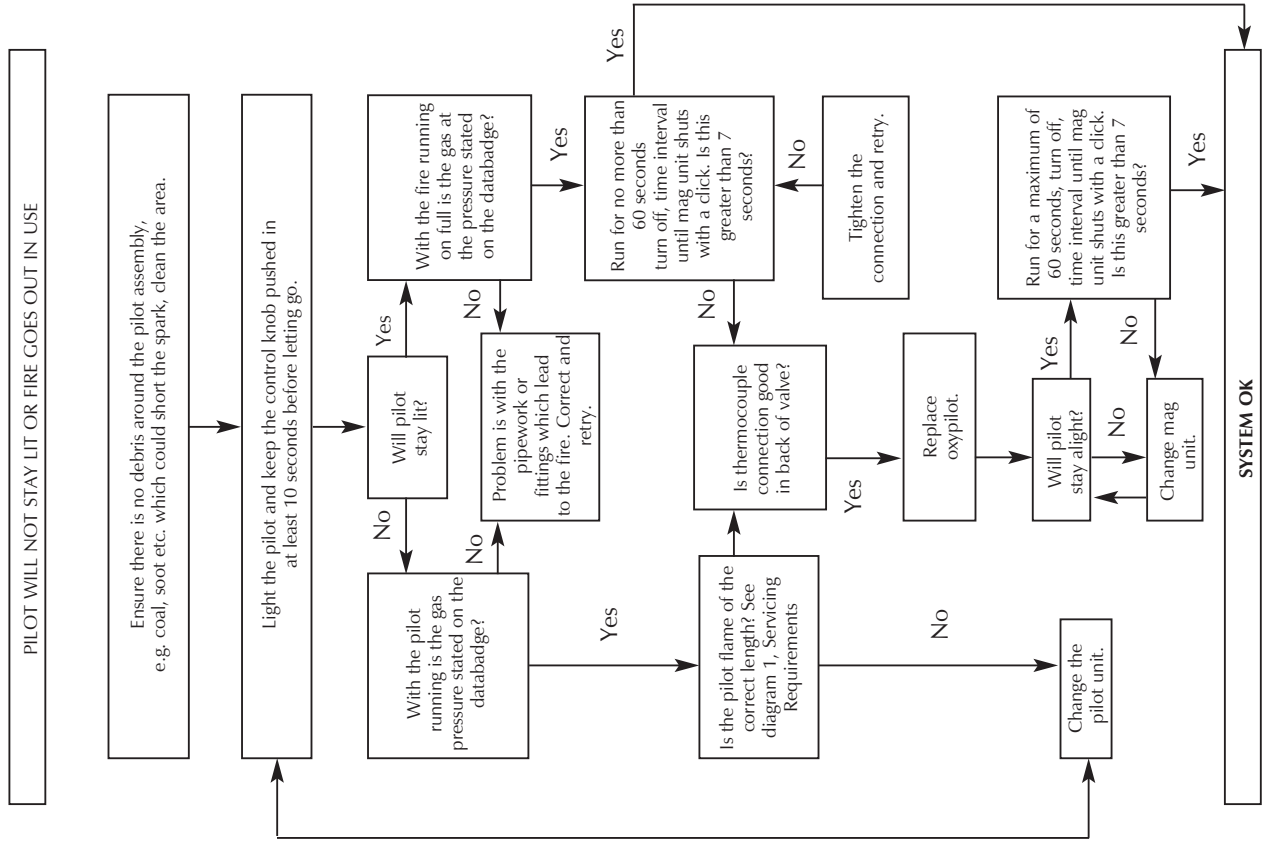 PILOT WILL NOT STAY LIT OR FIRE GOES OUT IN USE
Ensure there is no debris around the pilot assembly,
e.g. coal, soot etc. which could short the spark, clean the area.
Light the pilot and keep the control knob pushed in
at least 10 seconds before letting go.
Will pilot
stay lit?
No
Yes
With the pilot
running is the gas
pressure stated on the
databadge?
With the fire running
on full is the gas at
the pressure stated
on the databadge?
No
No
Problem is with the
pipework or
fittings which lead
to the fire. Correct and
retry.
Yes
Yes
Is the pilot flame of the
correct length? See
diagram 1, Servicing
Requirements
Is thermocouple
connection good
in back of valve?
No
Run for no more than
60 seconds
turn off, time interval
until mag unit shuts
with a click. Is this
greater than 7
seconds?
Yes
No
Tighten the
connection and retry.
Yes
No
Replace
oxypilot.
Change the
pilot unit.
Will pilot
stay alight?
Yes
Run for a maximum of
60 seconds, turn off,
time interval until mag
unit shuts with a click.
Is this greater than 7
seconds?
No
No
Change mag
unit.
Yes
SYSTEM OK